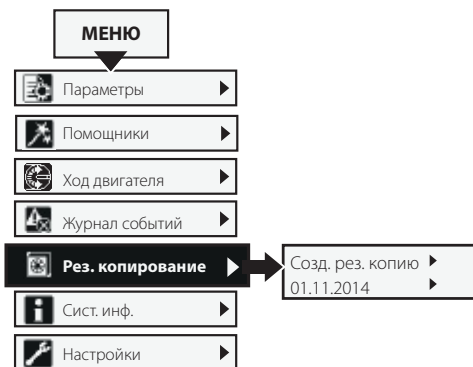 МЕНЮ
Параметры
Помощники
Ход двигателя
Журнал событий
Рез. копирование
Созд. рез. копию
01.11.2014
Сист. инф.
Настройки